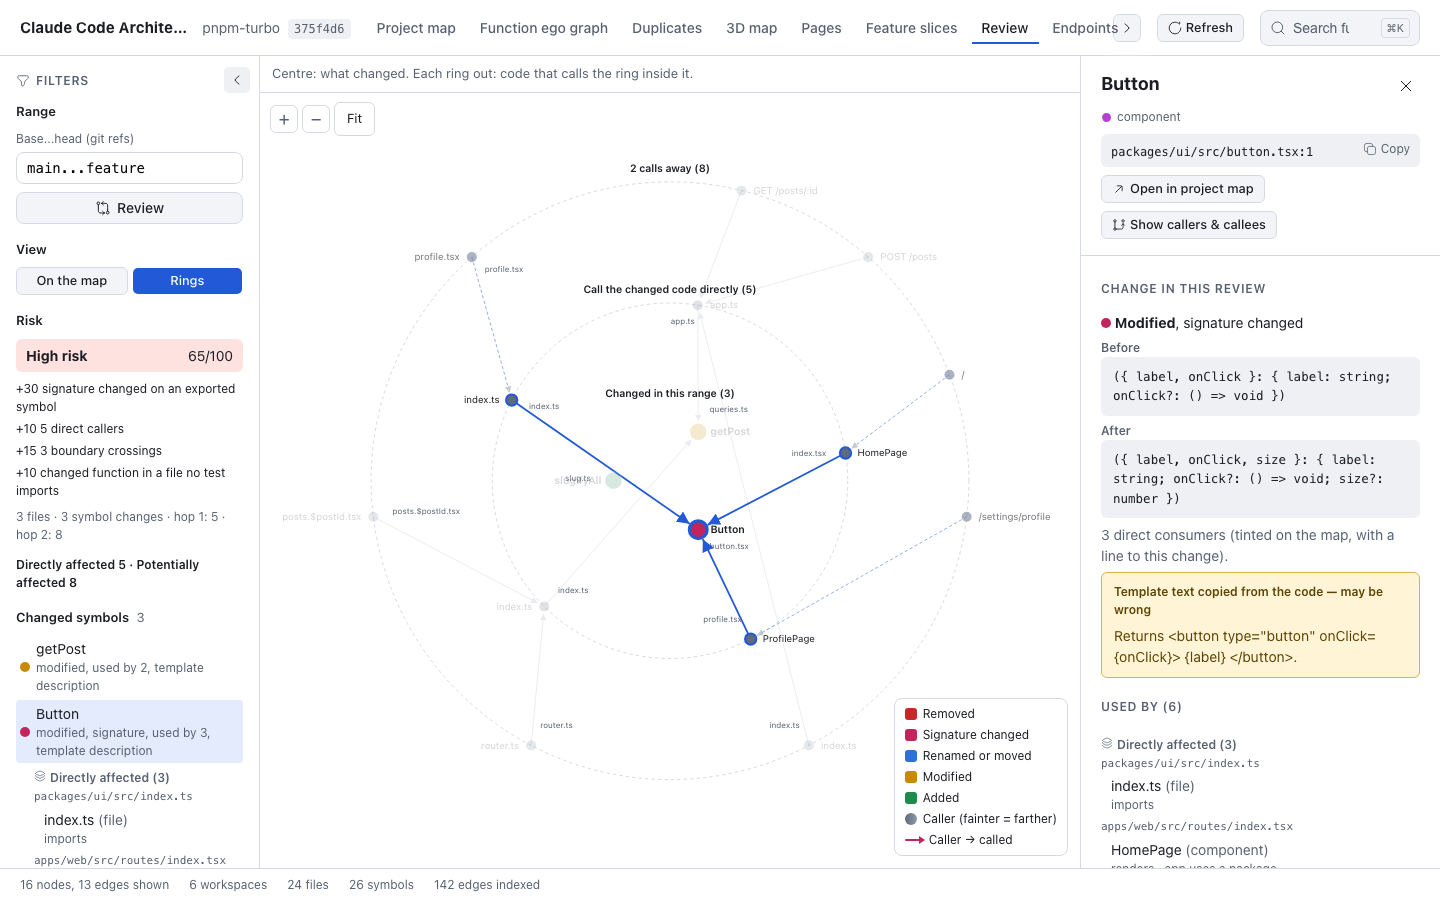 Claude Code Archite...
pnpm-turbo
375f4d6
Project map
Function ego graph
Duplicates
3D map
Pages
Feature slices
Review
Endpoints
Refresh
Search
⌘K
FILTERS
Range
Base...head (git refs)
main...feature
Review
View
On the map
Rings
Risk
High risk 65/100
+30 signature changed on an exported
symbol
+10 5 direct callers
+15 3 boundary crossings
+10 changed function in a file no test
imports
3 files · 3 symbol changes · hop 1: 5 ·
hop 2: 8
Directly affected 5 · Potentially
affected 8
Changed symbols 3
getPost
modified, used by 2, template
description
Button
modified, signature, used by 3,
template description
Directly affected (3)
packages/ui/src/index.ts
index.ts (file)
imports
apps/web/src/routes/index.tsx
Centre: what changed. Each ring out: code that calls the ring inside it.
+
−
Fit
2 calls away (8)
GET /posts/:id
profile.tsx
profile.tsx
POST /posts
Call the changed code directly (5)
app.ts
app.ts
/
Changed in this range (3)
index.ts
index.ts
queries.ts
getPost
index.tsx
HomePage
slugifyAll
slug.ts
posts.$postId.tsx
posts.$postId.tsx
Button
button.tsx
/settings/profile
index.ts
index.ts
profile.tsx
ProfilePage
router.ts
router.ts
index.ts
index.ts
Removed
Signature changed
Renamed or moved
Modified
Added
Caller (fainter = farther)
Caller → called
Button
component
packages/ui/src/button.tsx:1
Copy
Open in project map
Show callers & callees
CHANGE IN THIS REVIEW
Modified, signature changed
Before
({ label, onClick }: { label: string;
onClick?: () => void })
After
({ label, onClick, size }: { label:
string; onClick?: () => void; size?:
number })
3 direct consumers (tinted on the map, with a
line to this change).
Template text copied from the code — may be
wrong
Returns <button type="button" onClick=
{onClick}> {label} </button>.
USED BY (6)
Directly affected (3)
packages/ui/src/index.ts
index.ts (file)
imports
apps/web/src/routes/index.tsx
HomePage (component)
16 nodes, 13 edges shown
6 workspaces
24 files
26 symbols
142 edges indexed